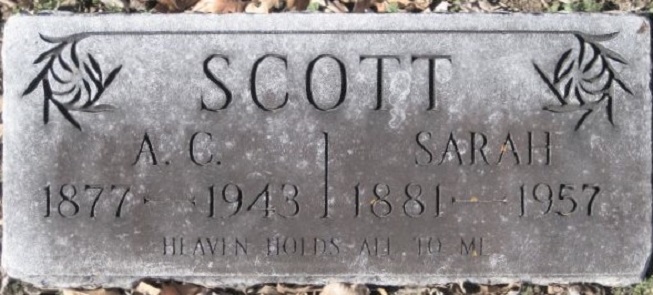 SCOTT
A. C. SARAH
1877 — 1943 1881 — 1957
HEAVEN HOLDS ALL TO ME